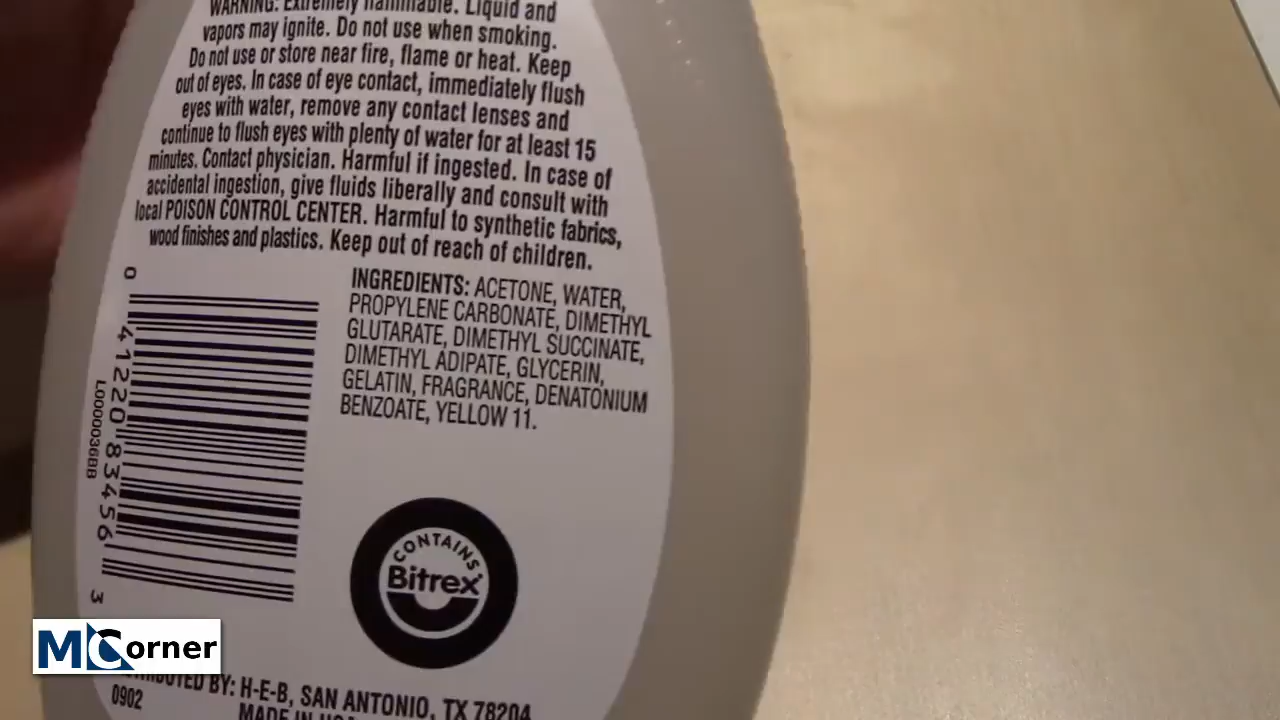 WARNING: Extremely flammable. Liquid and
vapors may ignite. Do not use when smoking.
Do not use or store near fire, flame or heat. Keep
out of eyes. In case of eye contact, immediately flush
eyes with water, remove any contact lenses and
continue to flush eyes with plenty of water for at least 15
minutes. Contact physician. Harmful if ingested. In case of
accidental ingestion, give fluids liberally and consult with
local POISON CONTROL CENTER. Harmful to synthetic fabrics,
wood finishes and plastics. Keep out of reach of children.
INGREDIENTS: ACETONE, WATER,
PROPYLENE CARBONATE, DIMETHYL
GLUTARATE, DIMETHYL SUCCINATE,
DIMETHYL ADIPATE, GLYCERIN,
GELATIN, FRAGRANCE, DENATONIUM
BENZOATE, YELLOW 11.
0 41220 83456 3
L0000036BB
CONTAINS
Bitrex
MCorner
BY: H-E-B, SAN ANTONIO, TX 78204
0902
MADE IN USA